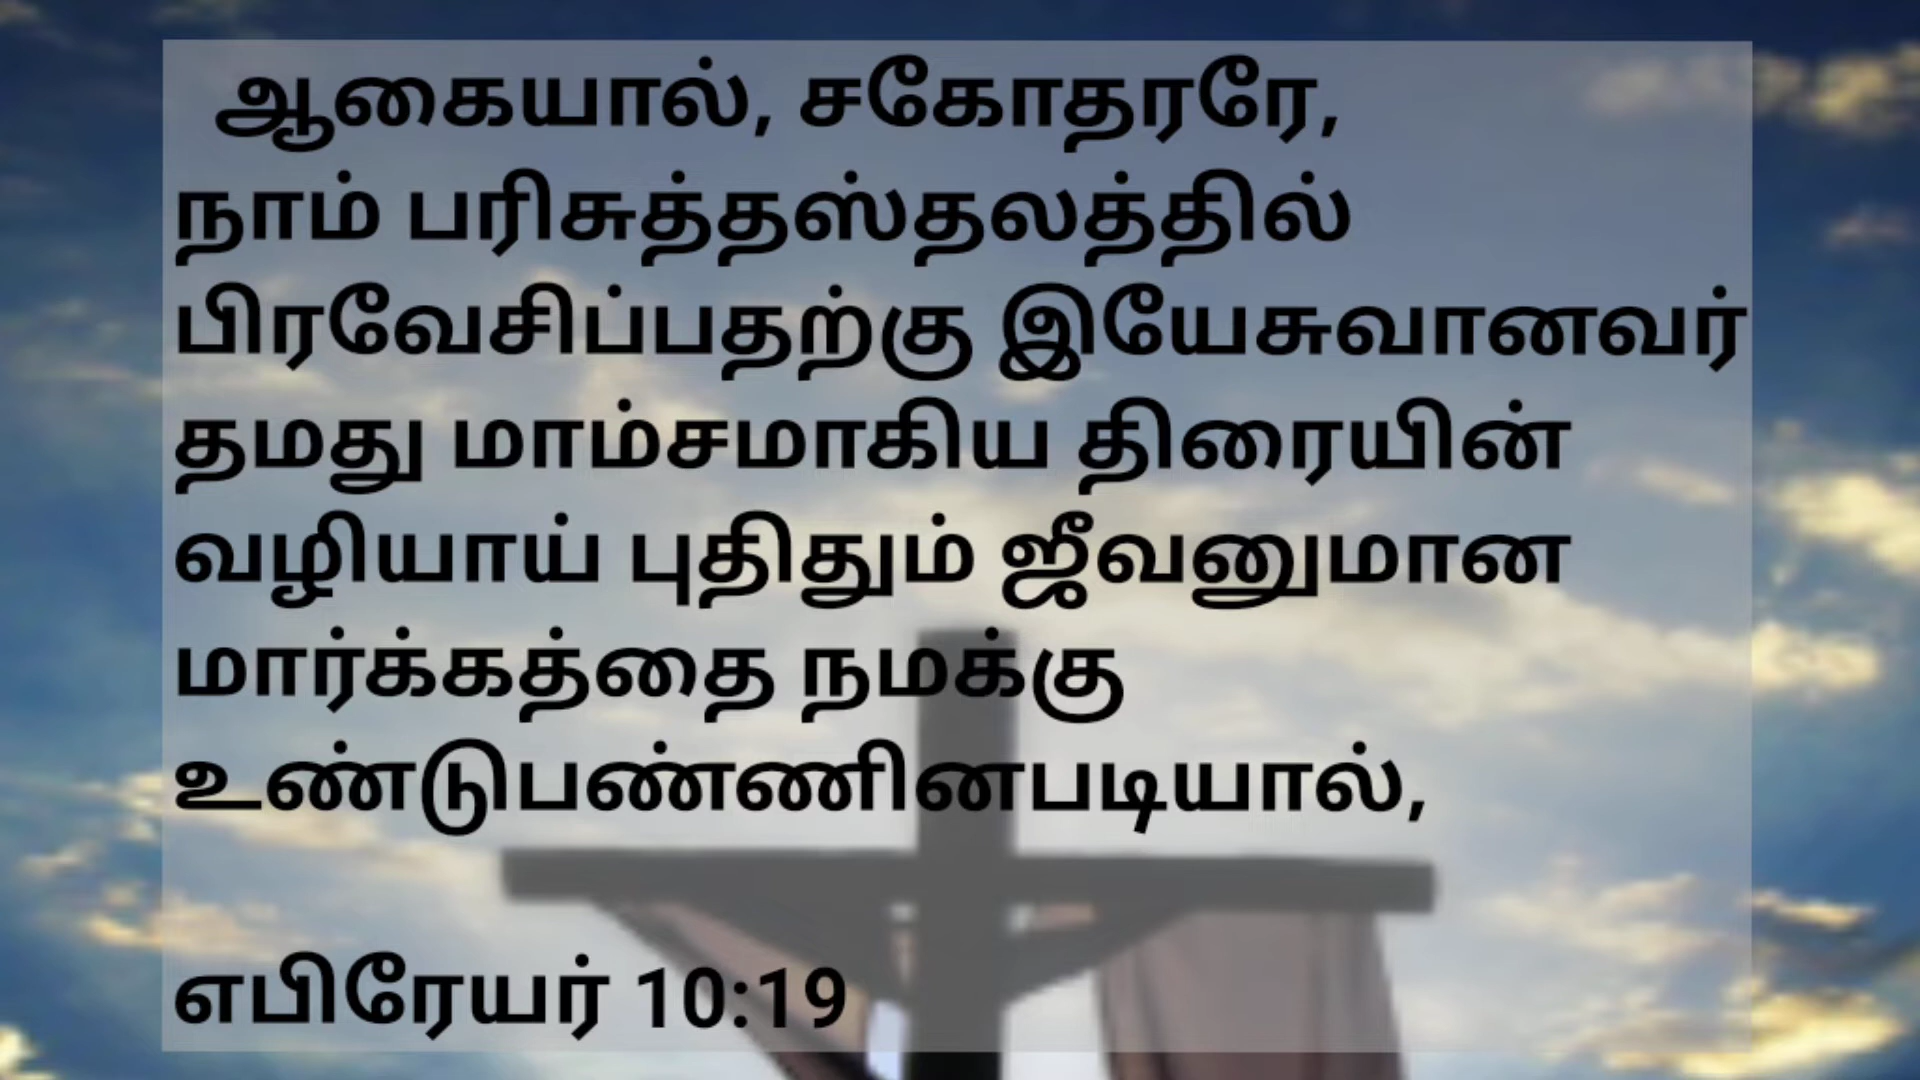 ஆகையால், சகோதரரே,
நாம் பரிசுத்தஸ்தலத்தில்
பிரவேசிப்பதற்கு இயேசுவானவர்
தமது மாம்சமாகிய திரையின்
வழியாய் புதிதும் ஜீவனுமான
மார்க்கத்தை நமக்கு
உண்டுபண்ணினபடியால்,
எபிரேயர் 10:19